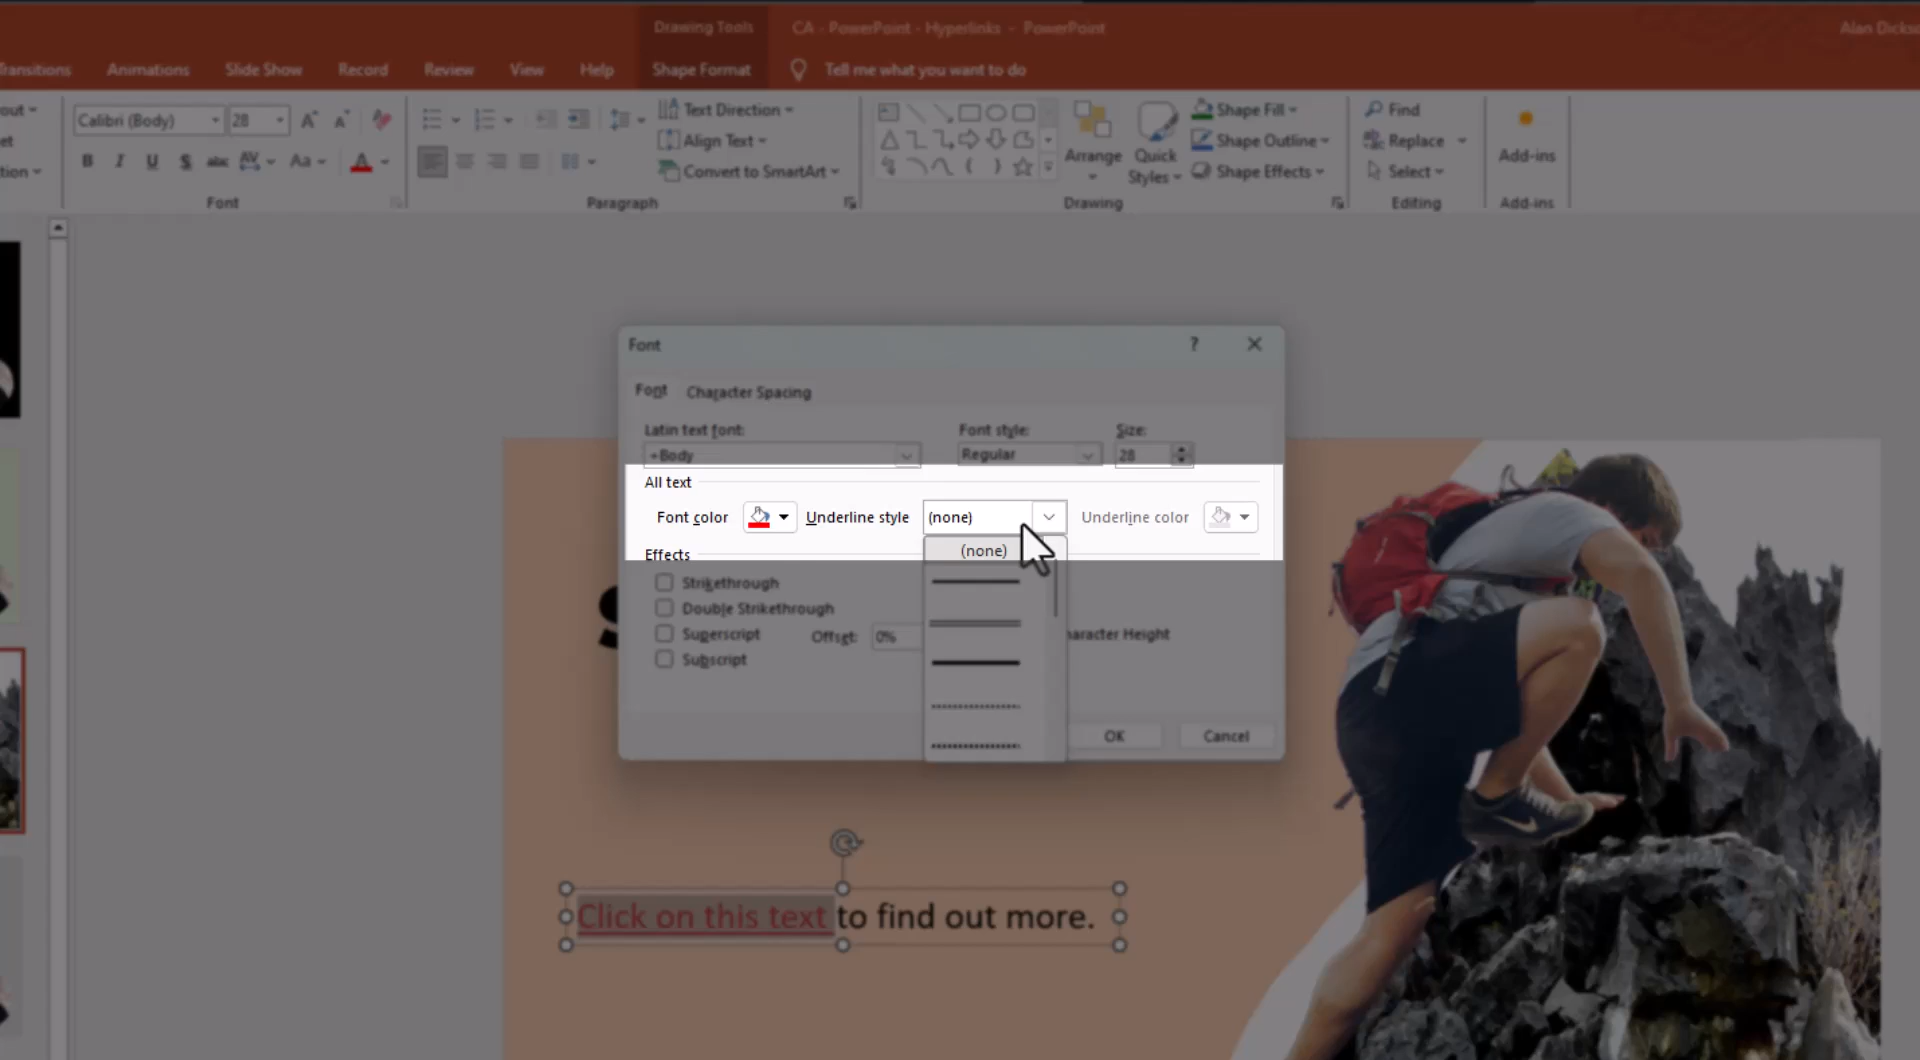 Drawing Tools
CA - PowerPoint - Hyperlinks - PowerPoint
Transitions
Animations
Slide Show
Record
Review
View
Help
Shape Format
Tell me what you want to do
Calibri (Body)
28
Text Direction
Align Text
Convert to SmartArt
Arrange
Quick
Styles
Shape Fill
Shape Outline
Shape Effects
Find
Replace
Select
Add-ins
Font
Paragraph
Drawing
Editing
Add-ins
Font
?
Font
Character Spacing
Latin text font:
Font style:
Size:
+Body
Regular
28
All text
Font color
Underline style
(none)
Underline color
Effects
(none)
Strikethrough
Double Strikethrough
Superscript
Offset:
0%
haracter Height
Subscript
OK
Cancel
Click on this text to find out more.